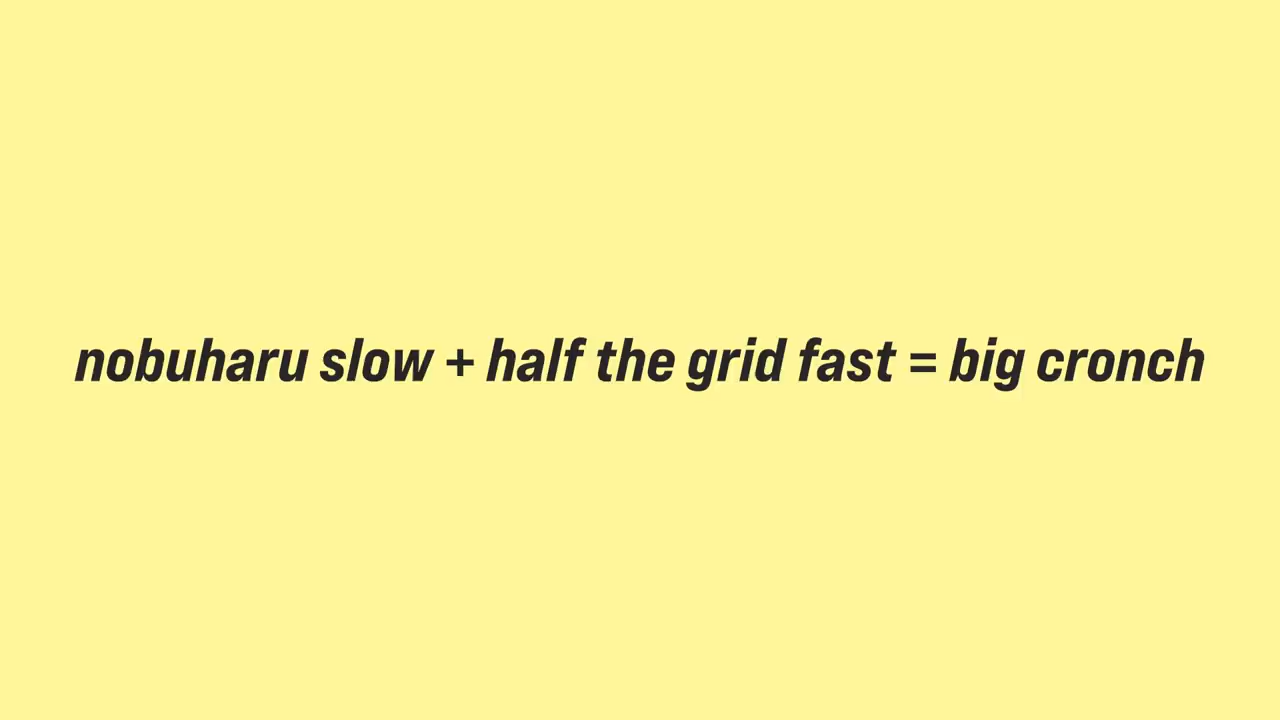 nobuharu slow + half the grid fast = big cronch